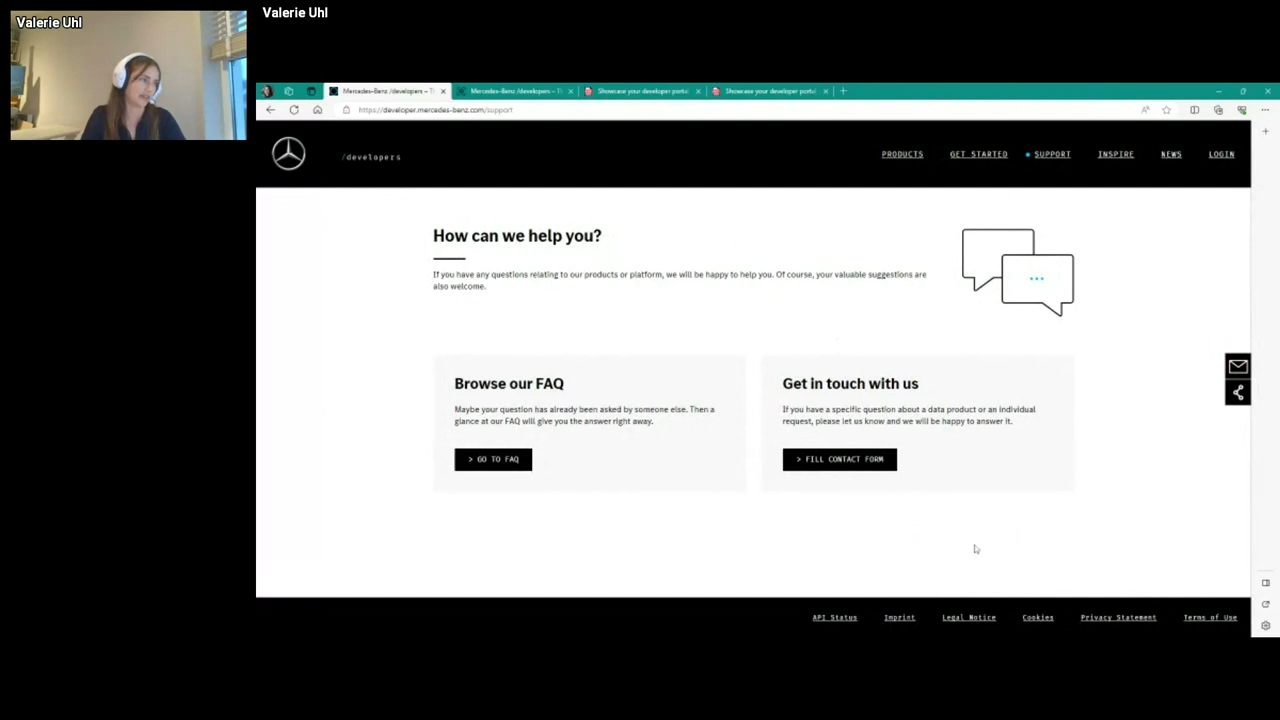 Valerie Uhl
Valerie Uhl
Mercedes-Benz /developers – T
Mercedes-Benz /developers – T
Showcase your developer porta
Showcase your developer porta
https://developer.mercedes-benz.com/support
/developers
PRODUCTS
GET STARTED
SUPPORT
INSPIRE
NEWS
LOGIN
How can we help you?
If you have any questions relating to our products or platform, we will be happy to help you. Of course, your valuable suggestions are
also welcome.
Browse our FAQ
Maybe your question has already been asked by someone else. Then a
glance at our FAQ will give you the answer right away.
> GO TO FAQ
Get in touch with us
If you have a specific question about a data product or an individual
request, please let us know and we will be happy to answer it.
> FILL CONTACT FORM
API Status
Imprint
Legal Notice
Cookies
Privacy Statement
Terms of Use